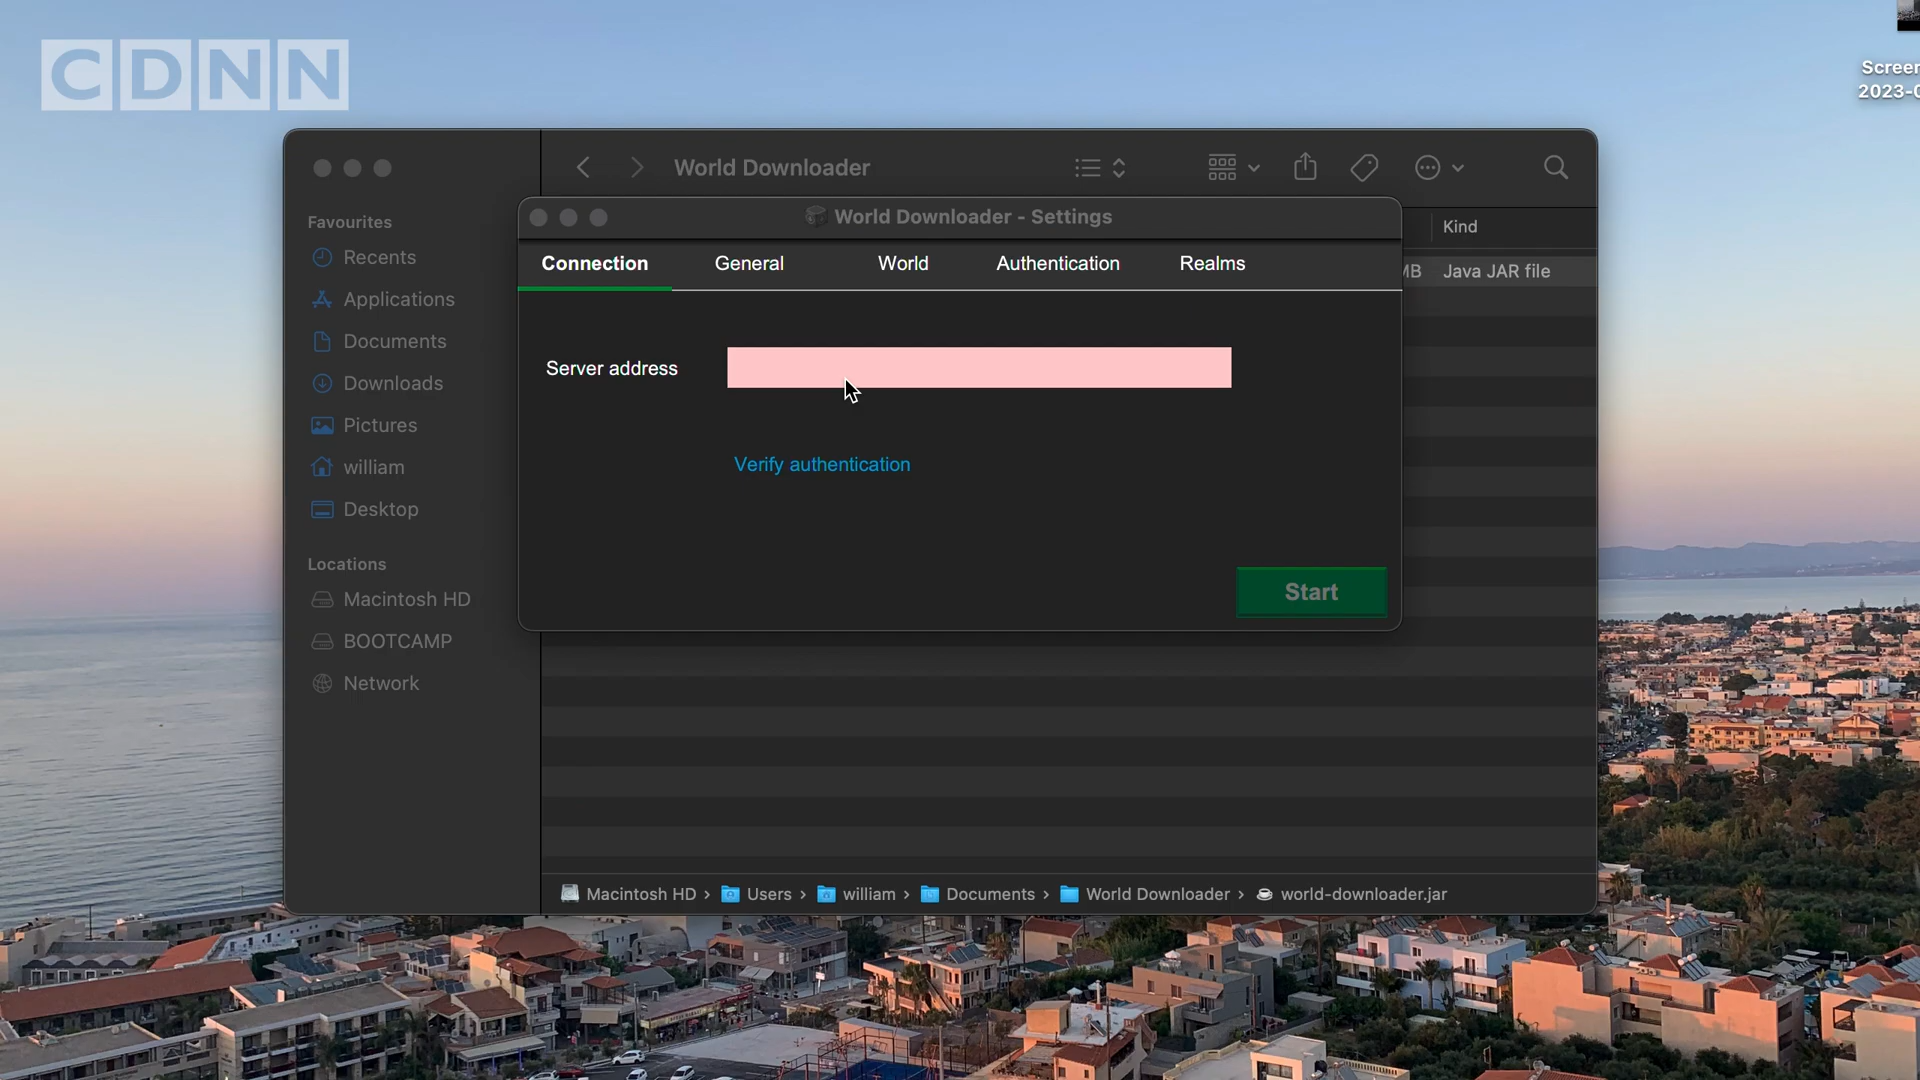 CDNN
Screen
2023-0
World Downloader
Favourites
Recents
Applications
Documents
Downloads
Pictures
william
Desktop
Locations
Macintosh HD
BOOTCAMP
Network
Kind
MB Java JAR file
World Downloader - Settings
Connection General World Authentication Realms
Server address
Verify authentication
Start
Macintosh HD › Users › william › Documents › World Downloader › world-downloader.jar